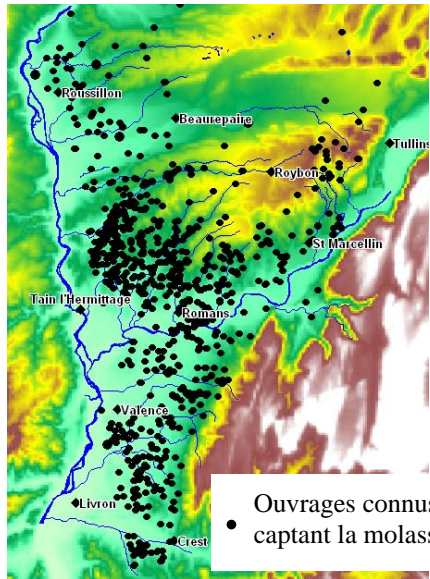 Roussillon
Beaurepaire
Tullins
Roybon
St Marcellin
Tain l'Hermittage
Romans
Valence
Livron
Crest
Ouvrages connus
captant la molass